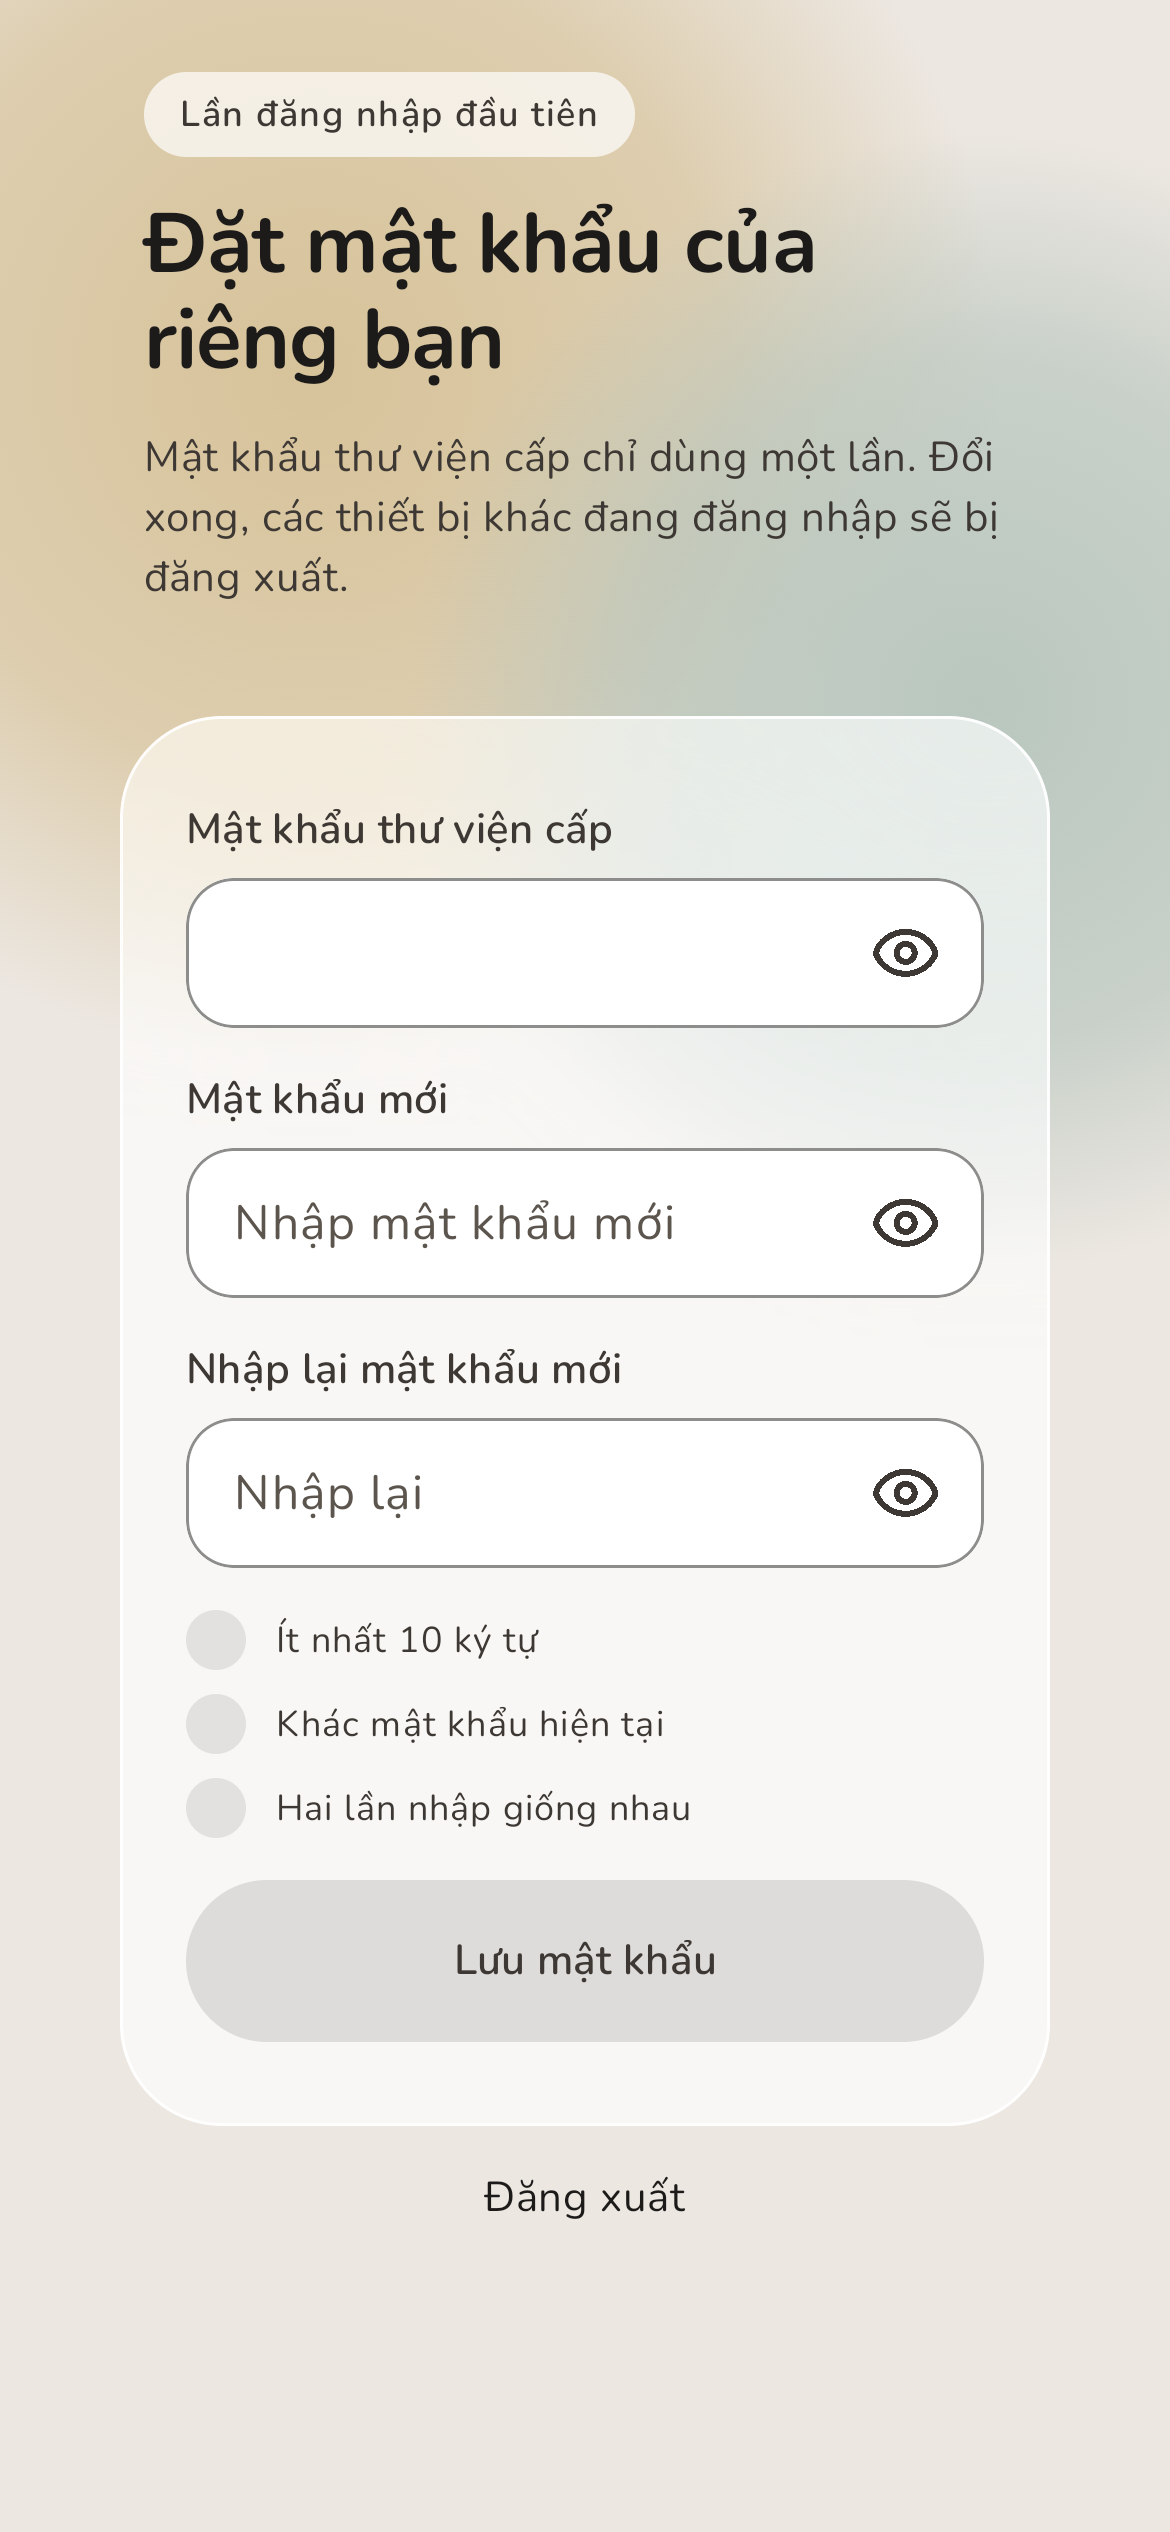 Lần đăng nhập đầu tiên
Đặt mật khẩu của
riêng bạn
Mật khẩu thư viện cấp chỉ dùng một lần. Đổi
xong, các thiết bị khác đang đăng nhập sẽ bị
đăng xuất.
Mật khẩu thư viện cấp
Mật khẩu mới
Nhập mật khẩu mới
Nhập lại mật khẩu mới
Nhập lại
Ít nhất 10 ký tự
Khác mật khẩu hiện tại
Hai lần nhập giống nhau
Lưu mật khẩu
Đăng xuất